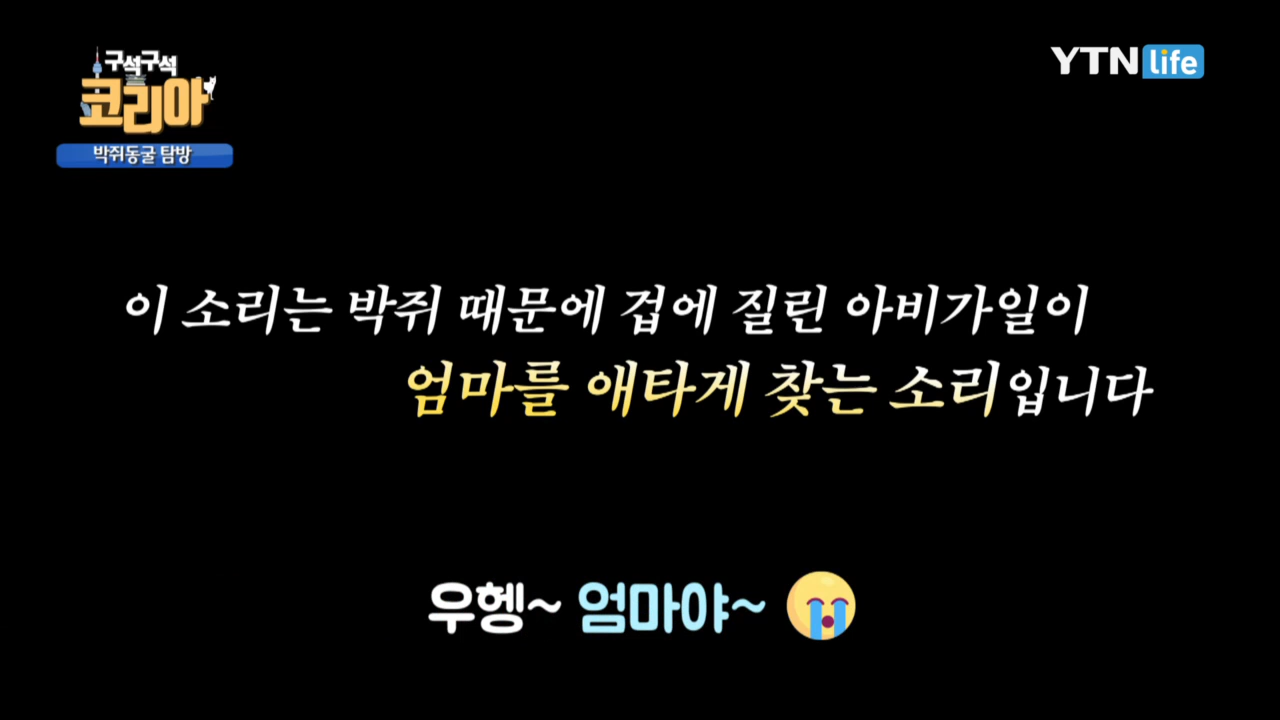 구석구석
코리아
박쥐동굴 탐방
YTN life
이 소리는 박쥐 때문에 겁에 질린 아비가일이
엄마를 애타게 찾는 소리입니다
우헹~ 엄마야~